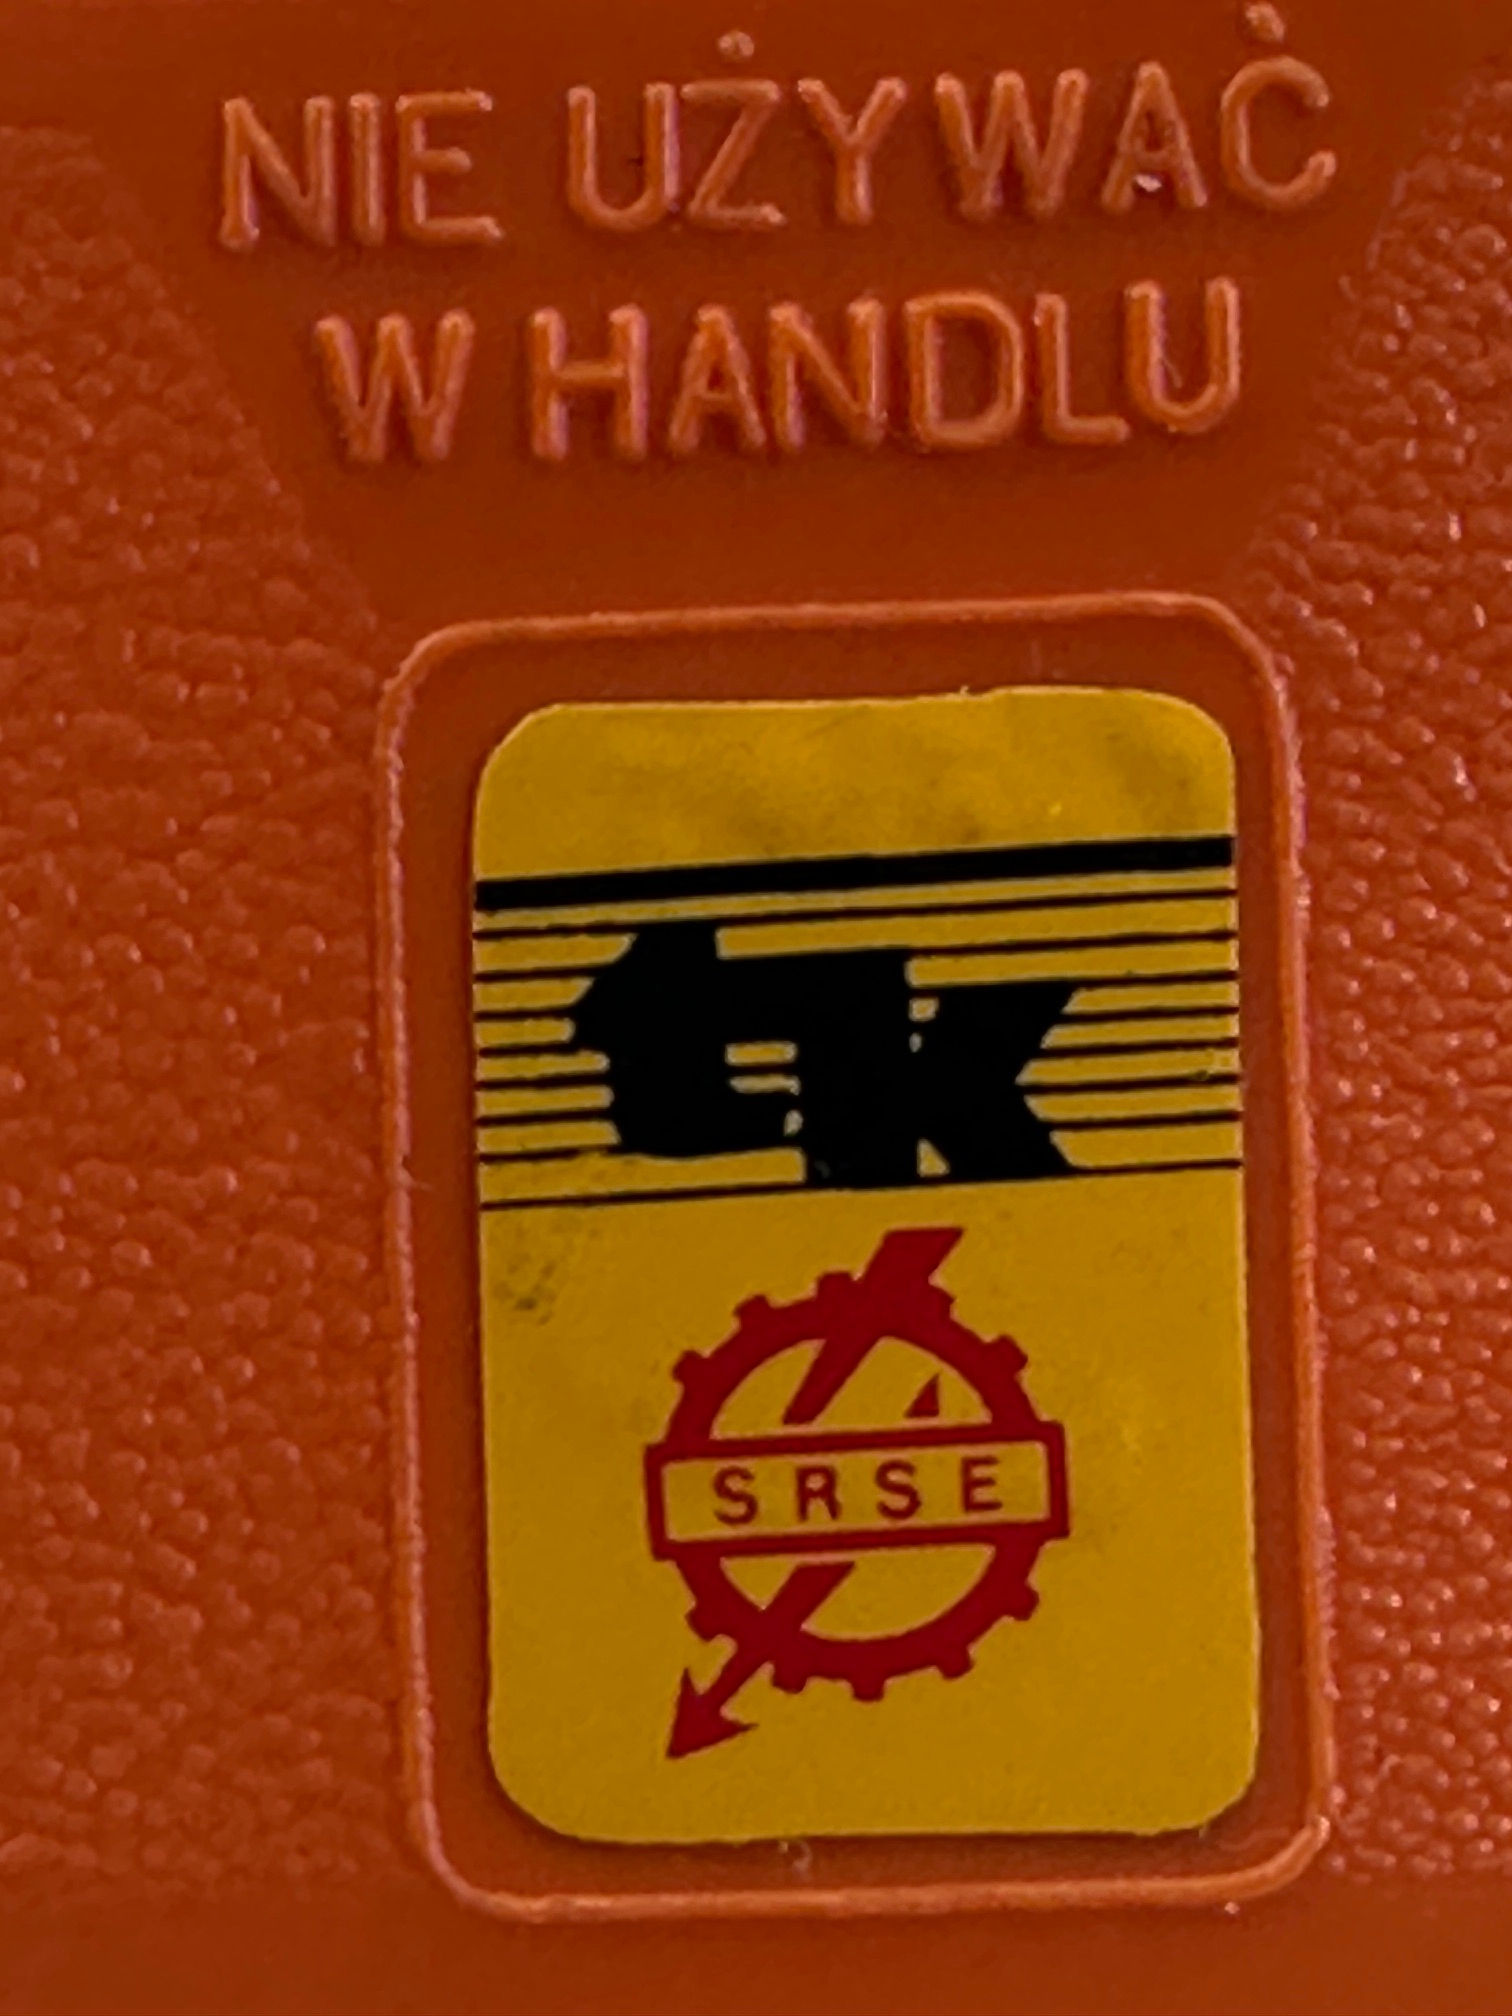 NIE UŻYWAĆ
W HANDLU
SRSE